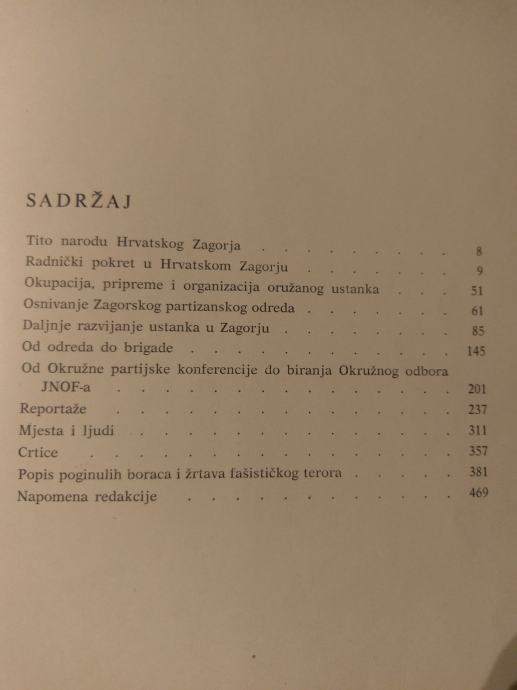 SADRŽAJ
Tito narodu Hrvatskog Zagorja . . . . . . . . 8
Radnički pokret u Hrvatskom Zagorju . . . . . . 9
Okupacija, pripreme i organizacija oružanog ustanka . . . 51
Osnivanje Zagorskog partizanskog odreda . . . . . . 61
Daljnje razvijanje ustanka u Zagorju . . . . . . . 85
Od odreda do brigade . . . . . . . . . . . 145
Od Okružne partijske konferencije do biranja Okružnog odbora
JNOF-a . . . . . . . . . . . . . . 201
Reportaže . . . . . . . . . . . . . . 237
Mjesta i ljudi . . . . . . . . . . . . . 311
Crtice . . . . . . . . . . . . . . . 357
Popis poginulih boraca i žrtava fašističkog terora . . . . . 381
Napomena redakcije . . . . . . . . . . . 469